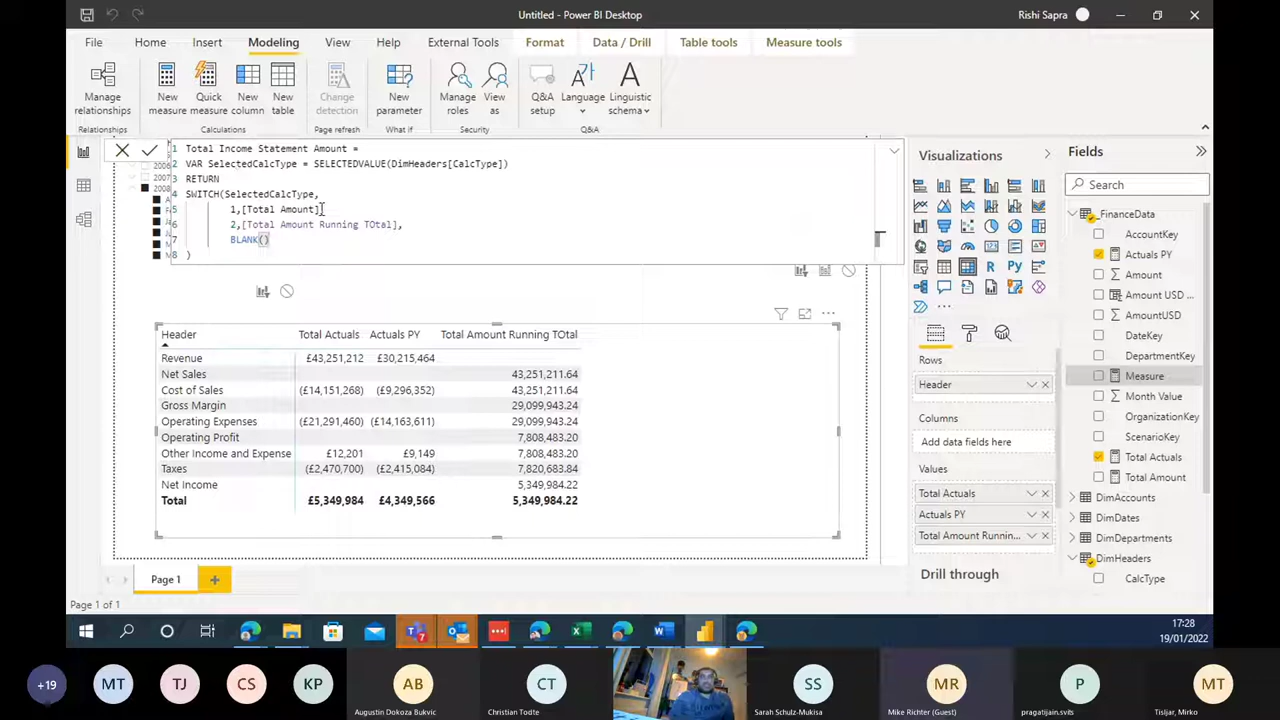 Untitled - Power BI Desktop
Rishi Sapra
File Home Insert Modeling View Help External Tools Format Data / Drill Table tools Measure tools
Manage relationships
New measure
Quick measure
New column
New table
Change detection
New parameter
Manage roles
View as
Q&A setup
Language
Linguistic schema
Relationships Calculations Page refresh What if Security Q&A
1 Total Income Statement Amount =
2 VAR SelectedCalcType = SELECTEDVALUE(DimHeaders[CalcType])
3 RETURN
4 SWITCH(SelectedCalcType,
5 1,[Total Amount],
6 2,[Total Amount Running TOtal],
7 BLANK()
8 )
2006
2007
2008
Header Total Actuals Actuals PY Total Amount Running TOtal
Revenue £43,251,212 £30,215,464
Net Sales 43,251,211.64
Cost of Sales (£14,151,268) (£9,296,352) 43,251,211.64
Gross Margin 29,099,943.24
Operating Expenses (£21,291,460) (£14,163,611) 29,099,943.24
Operating Profit 7,808,483.20
Other Income and Expense £12,201 £9,149 7,808,483.20
Taxes (£2,470,700) (£2,415,084) 7,820,683.84
Net Income 5,349,984.22
Total £5,349,984 £4,349,566 5,349,984.22
Visualizations
R Py
Rows
Header
Columns
Add data fields here
Values
Total Actuals
Actuals PY
Total Amount Runnin...
Drill through
Fields
Search
_FinanceData
AccountKey
Actuals PY
Amount
Amount USD ...
AmountUSD
DateKey
DepartmentKey
Measure
Month Value
OrganizationKey
ScenarioKey
Total Actuals
Total Amount
DimAccounts
DimDates
DimDepartments
DimHeaders
CalcType
Page 1
Page 1 of 1
17:28
19/01/2022
+19 MT TJ CS KP AB CT SS MR P MT
Augustin Dokoza Bukvic
Christian Todte
Sarah Schulz-Mukisa
Mike Richter (Guest)
pragatijain.svits
Tisljar, Mirko